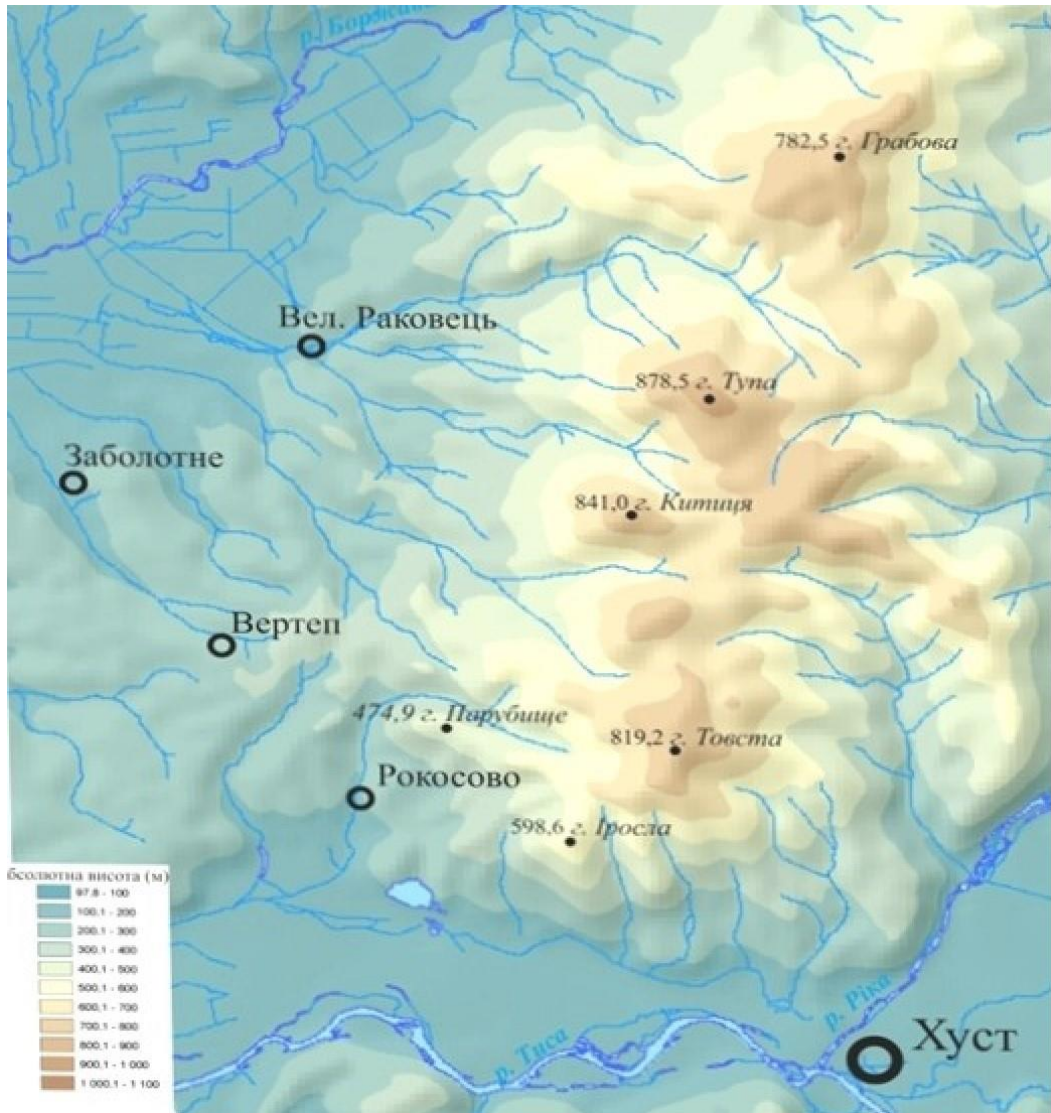 р. Боржава
782,5 г. Грабова
Вел. Раковець
878,5 г. Тупа
Заболотне
841,0 г. Китиця
Вертеп
474,9 г. Парубище
819,2 г. Товста
Рокосово
598,6 г. Іросла
бсолютна висота (м)
97,8 - 100
100,1 - 200
200,1 - 300
300,1 - 400
400,1 - 500
500,1 - 600
600,1 - 700
700,1 - 800
800,1 - 900
900,1 - 1 000
1 000,1 - 1 100
р. Ріка
р. Тиса
Хуст